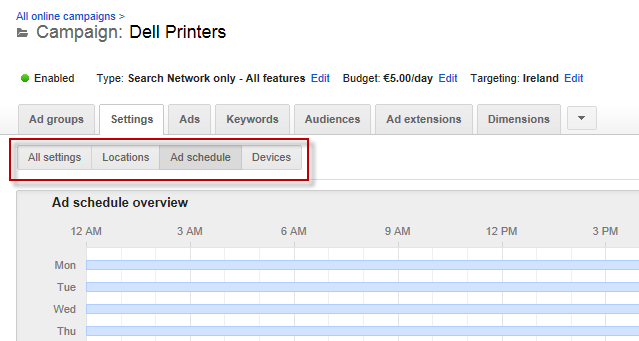 All online campaigns >
Campaign: Dell Printers
Enabled Type: Search Network only - All features Edit Budget: €5.00/day Edit Targeting: Ireland Edit
Ad groups Settings Ads Keywords Audiences Ad extensions Dimensions
All settings Locations Ad schedule Devices
Ad schedule overview
12 AM 3 AM 6 AM 9 AM 12 PM 3 PM
Mon
Tue
Wed
Thu